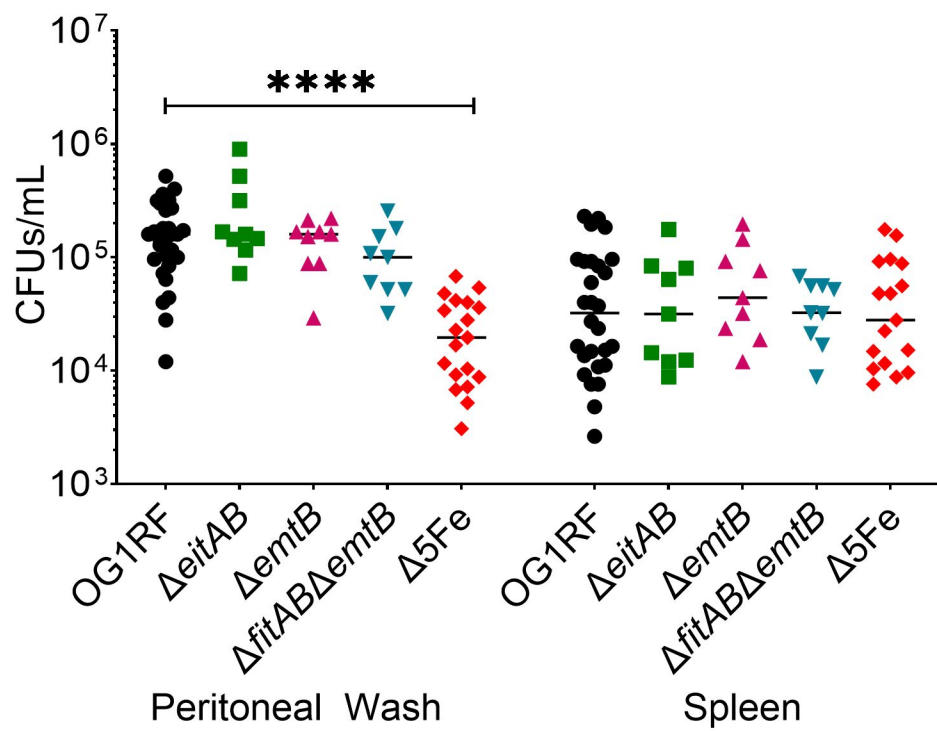 10⁷
10⁶
10⁵
10⁴
10³
CFUs/mL
****
OG1RF
ΔeitAB
ΔemtB
ΔfitABΔemtB
Δ5Fe
OG1RF
ΔeitAB
ΔemtB
ΔfitABΔemtB
Δ5Fe
Peritoneal Wash
Spleen